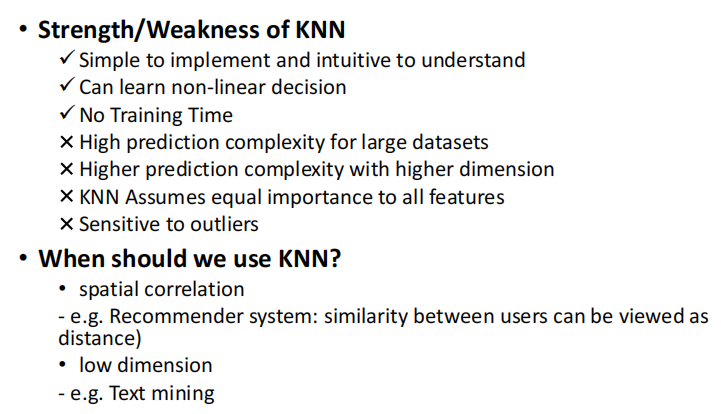 • Strength/Weakness of KNN
✓ Simple to implement and intuitive to understand
✓ Can learn non-linear decision
✓ No Training Time
✕ High prediction complexity for large datasets
✕ Higher prediction complexity with higher dimension
✕ KNN Assumes equal importance to all features
✕ Sensitive to outliers
• When should we use KNN?
• spatial correlation
- e.g. Recommender system: similarity between users can be viewed as
distance)
• low dimension
- e.g. Text mining